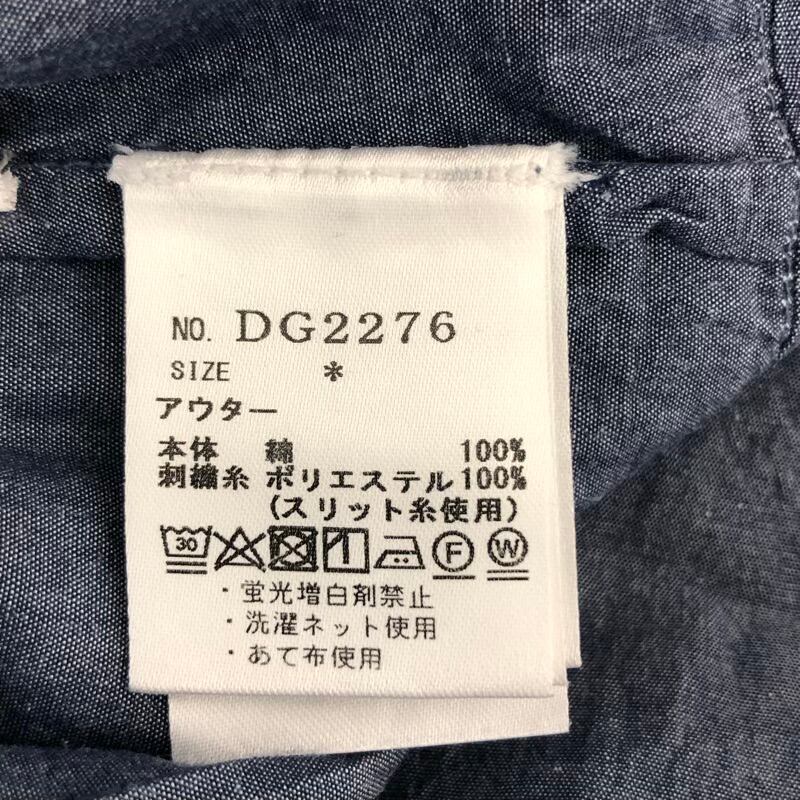 NO. DG2276
SIZE *
アウター
本体 綿 100%
刺繍糸 ポリエステル100%
(スリット糸使用)
30 F W
・蛍光増白剤禁止
・洗濯ネット使用
・あて布使用